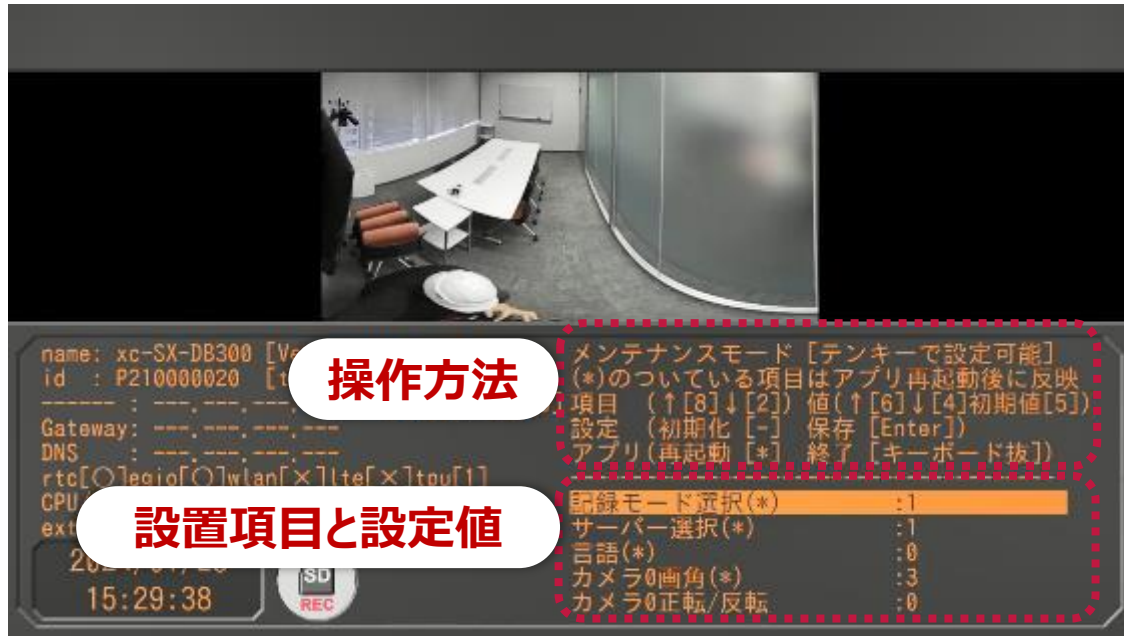 name: xc-SX-DB300
id : P210000020
------ : ---.---.---.---
Gateway: ---.---.---.---
DNS : ---.---.---.---
rtc[○]egio[○]wlan[×]lte[×]tpu[1]
CPU
ext
15:29:38
SD
REC
操作方法
設置項目と設定値
メンテナンスモード [テンキーで設定可能]
(*)のついている項目はアプリ再起動後に反映
項目 (↑[8]↓[2]) 値(↑[6]↓[4]初期値[5])
設定 (初期化 [-] 保存 [Enter])
アプリ(再起動 [*] 終了 [キーボード抜])
記録モード選択(*) :1
サーバー選択(*) :1
言語(*) :0
カメラ0画角(*) :3
カメラ0正転/反転 :0